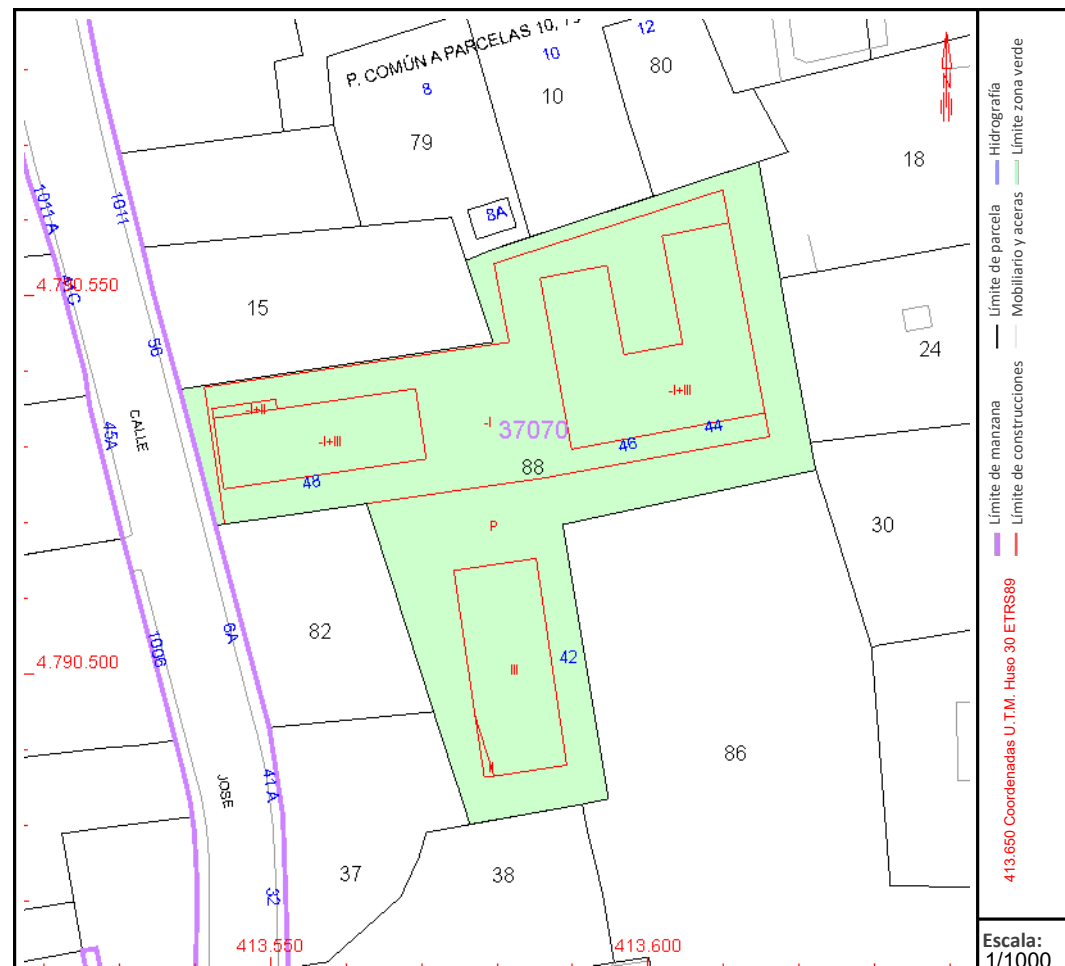 P. COMÚN A PARCELAS 10,
12
10
8
80
10
79
18
1011 A
1011
8A
41C
4.790.550
15
56
24
-I+II
-I+III
CALLE
45A
-I+III
-I
37070
44
46
88
48
P
30
82
6A
1006
4.790.500
42
III
86
41.A
JOSE
37
38
32
413.550
413.600
N
Límite de manzana
Límite de parcela
Hidrografía
Límite de construcciones
Mobiliario y aceras
Límite zona verde
413.650 Coordenadas U.T.M. Huso 30 ETRS89
Escala:
1/1000